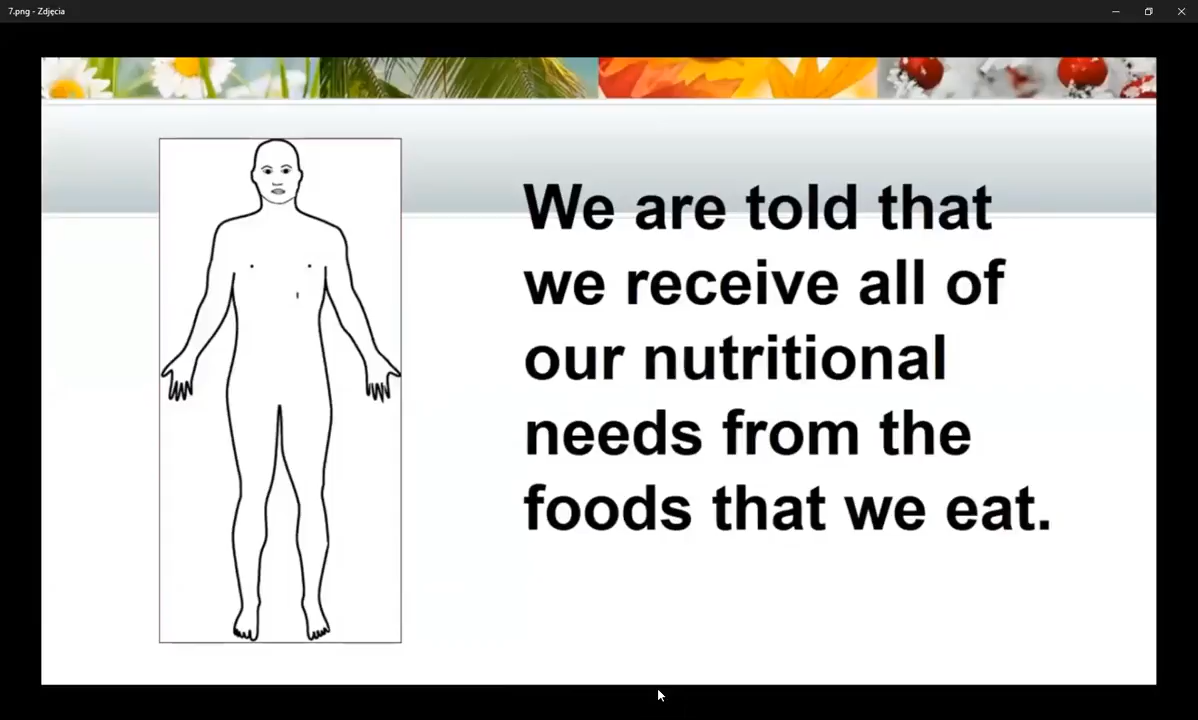 7.png - Zdjęcia
We are told that
we receive all of
our nutritional
needs from the
foods that we eat.